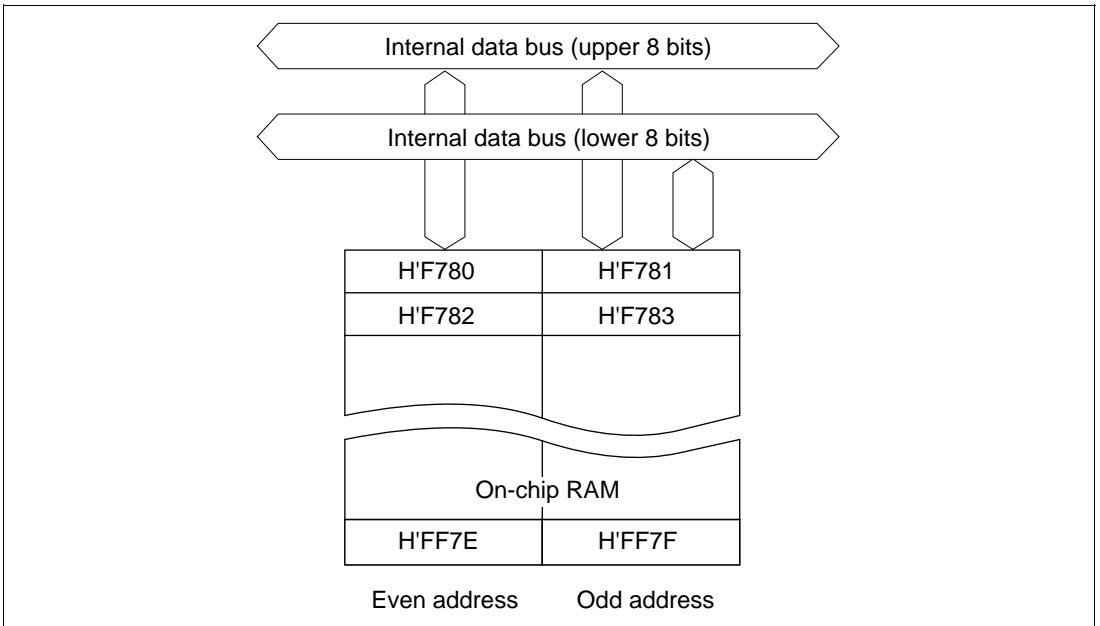 Internal data bus (upper 8 bits)
Internal data bus (lower 8 bits)
H'F780 H'F781
H'F782 H'F783
On-chip RAM
H'FF7E H'FF7F
Even address Odd address